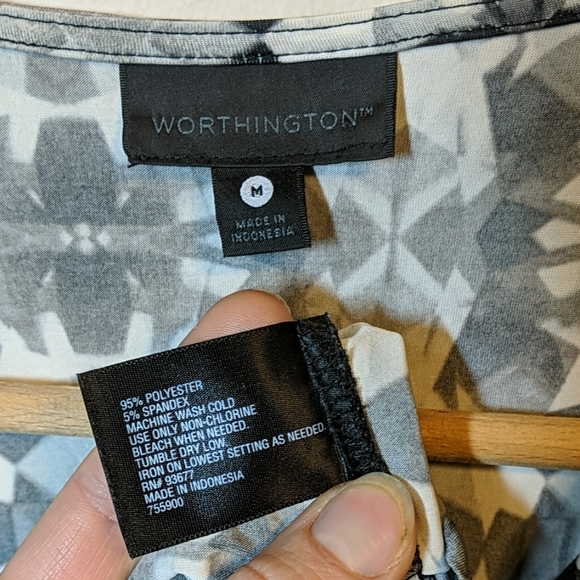 WORTHINGTON™
M
MADE IN
INDONESIA
95% POLYESTER
5% SPANDEX
MACHINE WASH COLD
USE ONLY NON-CHLORINE
BLEACH WHEN NEEDED.
TUMBLE DRY LOW.
IRON ON LOWEST SETTING AS NEEDED.
RN# 93677
MADE IN INDONESIA
755900